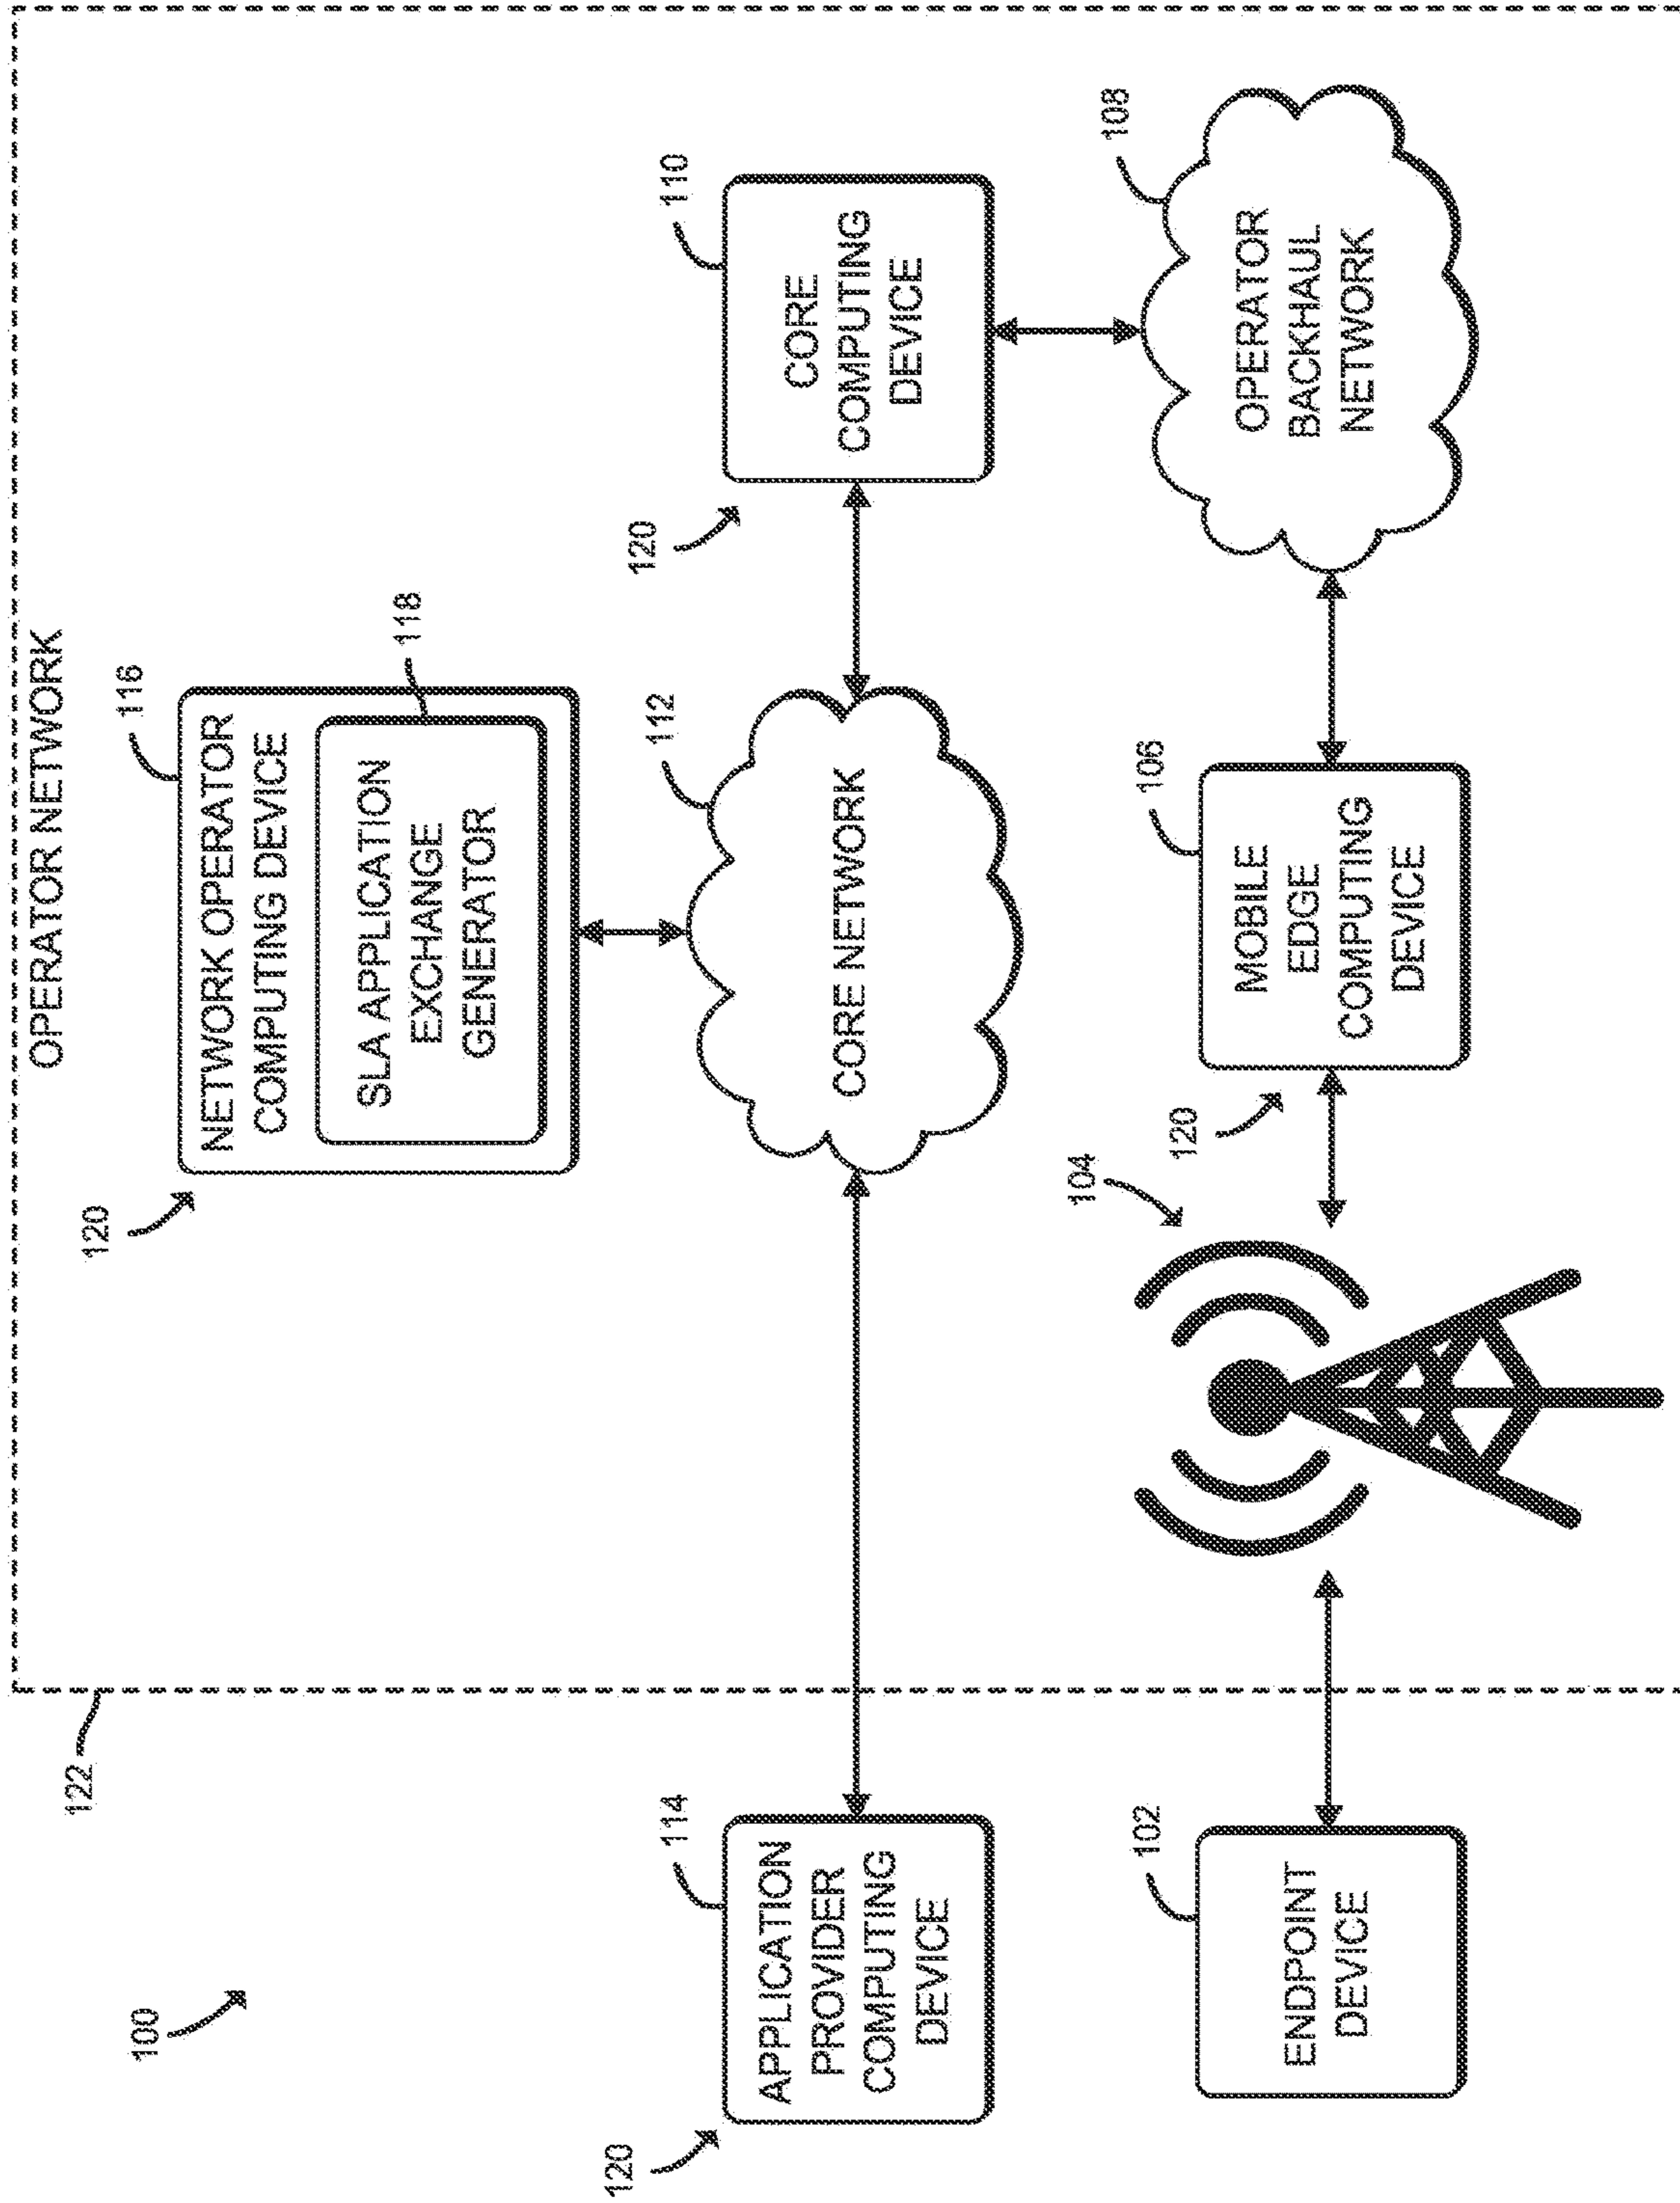 OPERATOR NETWORK
100
122
120
116
NETWORK OPERATOR
COMPUTING DEVICE
118
SLA APPLICATION
EXCHANGE
GENERATOR
120
114
APPLICATION
PROVIDER
COMPUTING
DEVICE
112
CORE NETWORK
120
110
CORE
COMPUTING
DEVICE
102
ENDPOINT
DEVICE
104
120
106
MOBILE
EDGE
COMPUTING
DEVICE
108
OPERATOR
BACKHAUL
NETWORK